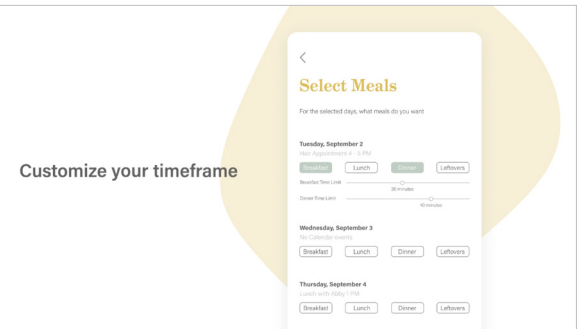 Customize your timeframe
Select Meals
For the selected days, what meals do you want
Tuesday, September 2
Hair Appointment 4 - 5 PM
Breakfast Lunch Dinner Leftovers
Breakfast Time Limit
30 minutes
Dinner Time Limit
40 minutes
Wednesday, September 3
No Calendar events
Breakfast Lunch Dinner Leftovers
Thursday, September 4
Lunch with Abby 1 PM
Breakfast Lunch Dinner Leftovers